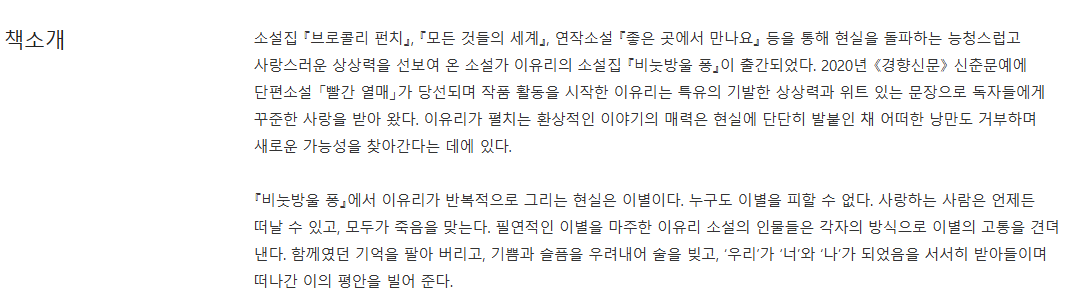 책소개
소설집 『브로콜리 펀치』, 『모든 것들의 세계』, 연작소설 『좋은 곳에서 만나요』 등을 통해 현실을 돌파하는 능청스럽고
사랑스러운 상상력을 선보여 온 소설가 이유리의 소설집 『비눗방울 퐁』이 출간되었다. 2020년 《경향신문》 신춘문예에
단편소설 「빨간 열매」가 당선되며 작품 활동을 시작한 이유리는 특유의 기발한 상상력과 위트 있는 문장으로 독자들에게
꾸준한 사랑을 받아 왔다. 이유리가 펼치는 환상적인 이야기의 매력은 현실에 단단히 발붙인 채 어떠한 낭만도 거부하며
새로운 가능성을 찾아간다는 데에 있다.
『비눗방울 퐁』에서 이유리가 반복적으로 그리는 현실은 이별이다. 누구도 이별을 피할 수 없다. 사랑하는 사람은 언제든
떠날 수 있고, 모두가 죽음을 맞는다. 필연적인 이별을 마주한 이유리 소설의 인물들은 각자의 방식으로 이별의 고통을 견뎌
낸다. 함께였던 기억을 팔아 버리고, 기쁨과 슬픔을 우려내어 술을 빚고, ‘우리’가 ‘너’와 ‘나’가 되었음을 서서히 받아들이며
떠나간 이의 평안을 빌어 준다.